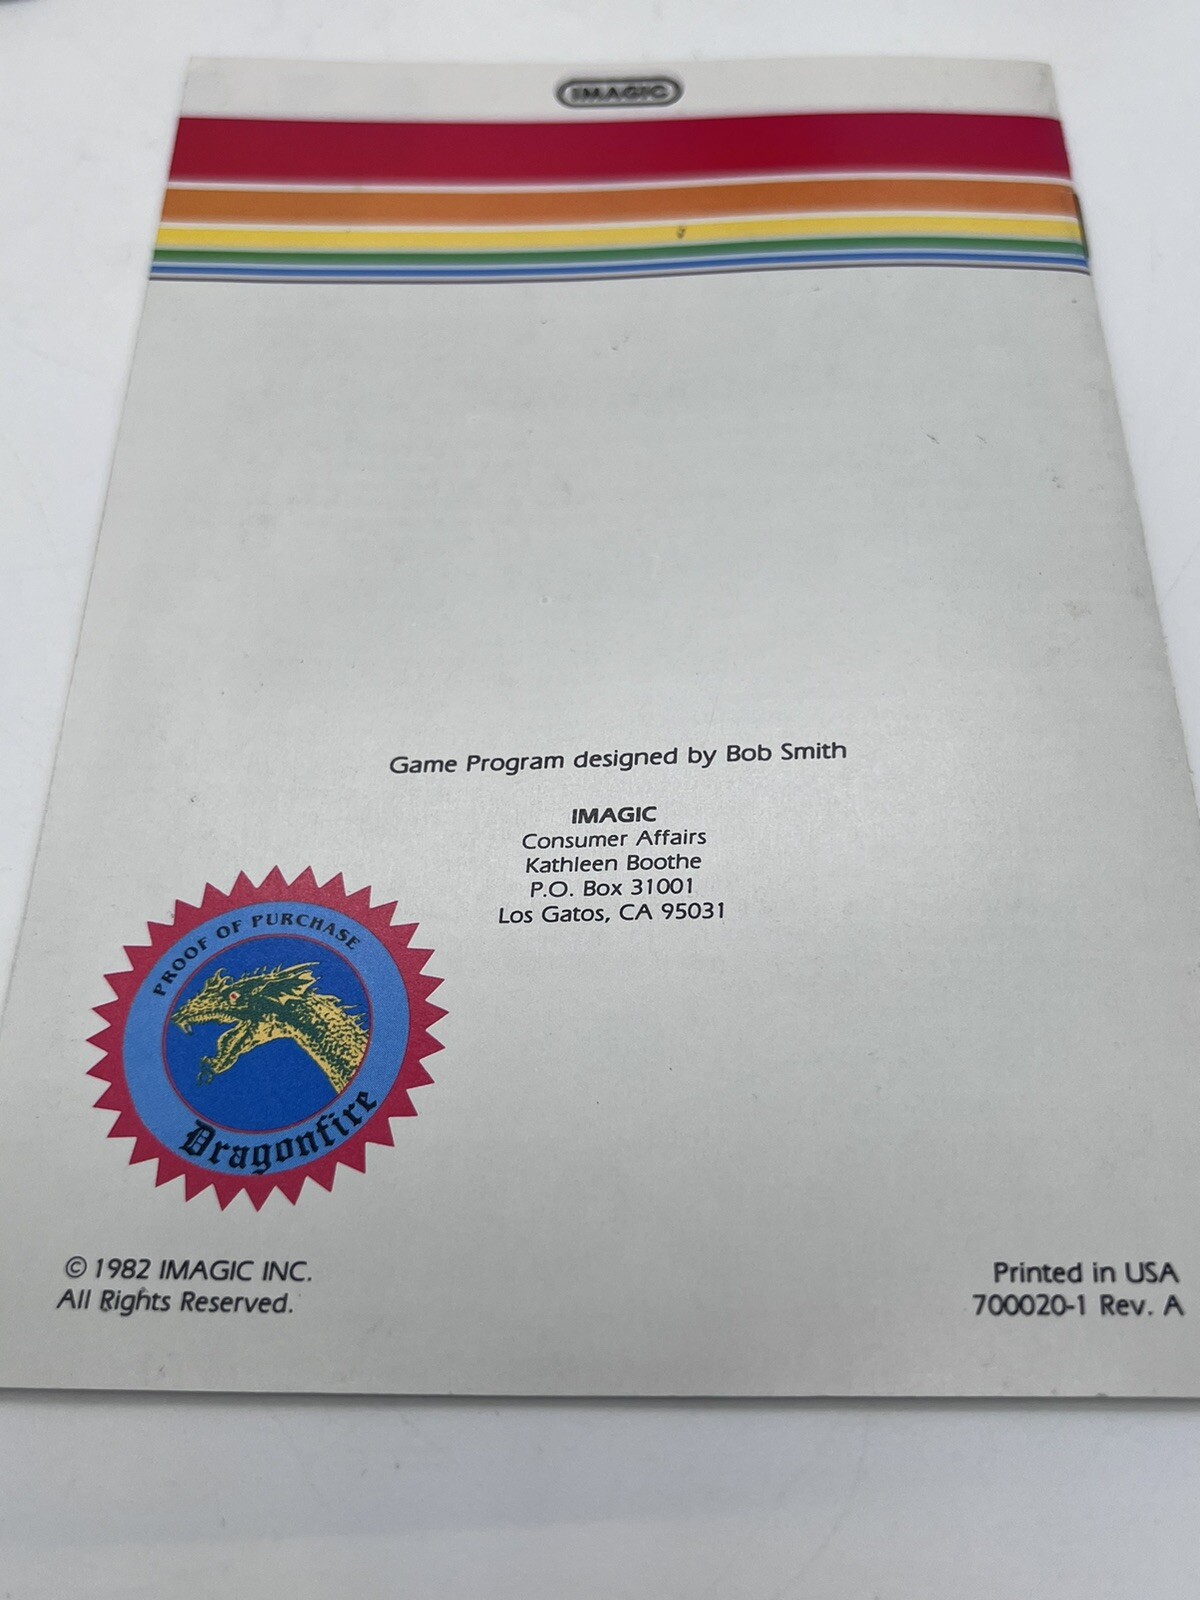 IMAGIC
Game Program designed by Bob Smith
IMAGIC
Consumer Affairs
Kathleen Boothe
P.O. Box 31001
Los Gatos, CA 95031
PROOF OF PURCHASE
Dragonfire
© 1982 IMAGIC INC.
All Rights Reserved.
Printed in USA
700020-1 Rev. A